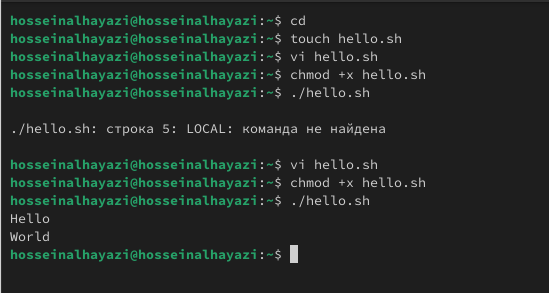 hosseinalhayazi@hosseinalhayazi:~$ cd
hosseinalhayazi@hosseinalhayazi:~$ touch hello.sh
hosseinalhayazi@hosseinalhayazi:~$ vi hello.sh
hosseinalhayazi@hosseinalhayazi:~$ chmod +x hello.sh
hosseinalhayazi@hosseinalhayazi:~$ ./hello.sh
./hello.sh: строка 5: LOCAL: команда не найдена
hosseinalhayazi@hosseinalhayazi:~$ vi hello.sh
hosseinalhayazi@hosseinalhayazi:~$ chmod +x hello.sh
hosseinalhayazi@hosseinalhayazi:~$ ./hello.sh
Hello
World
hosseinalhayazi@hosseinalhayazi:~$